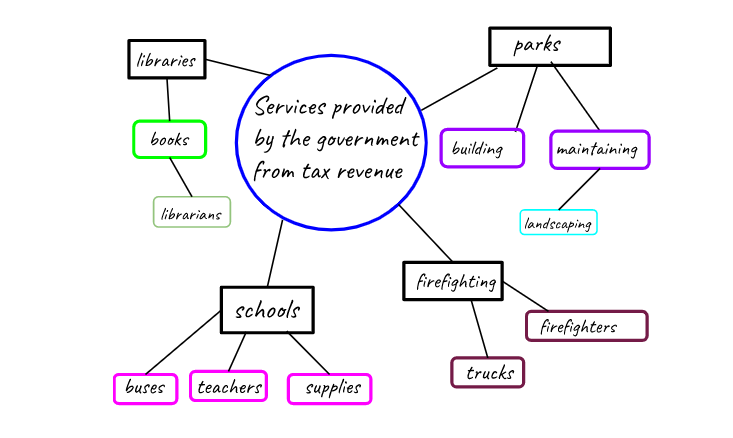 parks
libraries
Services provided
by the government
from tax revenue
books
building
maintaining
librarians
landscaping
firefighting
schools
firefighters
trucks
buses
teachers
supplies